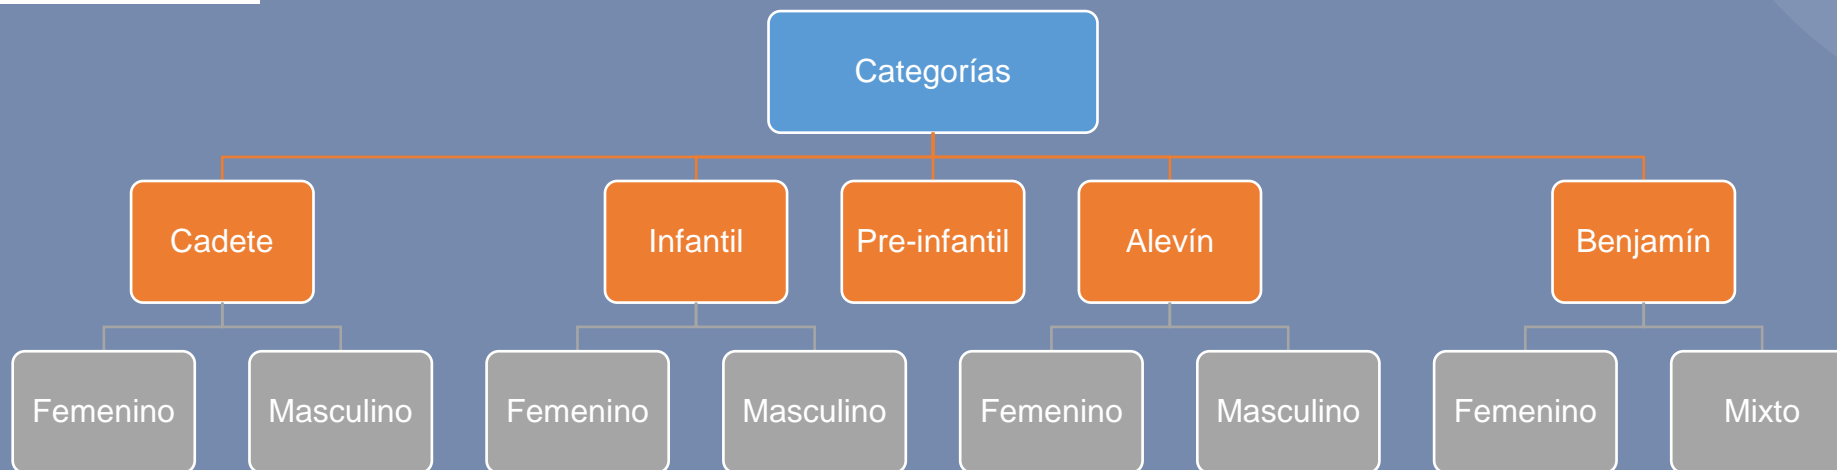 Categorías
Cadete
Infantil
Pre-infantil
Alevín
Benjamín
Femenino
Masculino
Femenino
Masculino
Femenino
Masculino
Femenino
Mixto